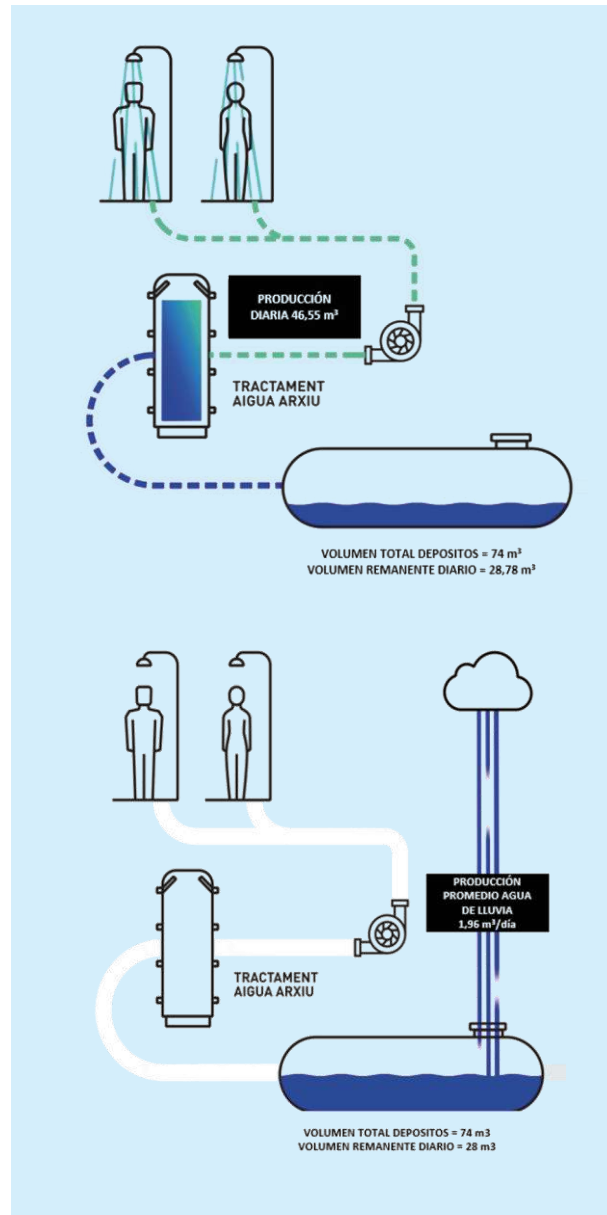 PRODUCCIÓN
DIARIA 46,55 m³
TRACTAMENT
AIGUA ARXIU
VOLUMEN TOTAL DEPOSITOS = 74 m³
VOLUMEN REMANENTE DIARIO = 28,78 m³
PRODUCCIÓN
PROMEDIO AGUA
DE LLUVIA
1,96 m³/día
TRACTAMENT
AIGUA ARXIU
VOLUMEN TOTAL DEPOSITOS = 74 m3
VOLUMEN REMANENTE DIARIO = 28 m3